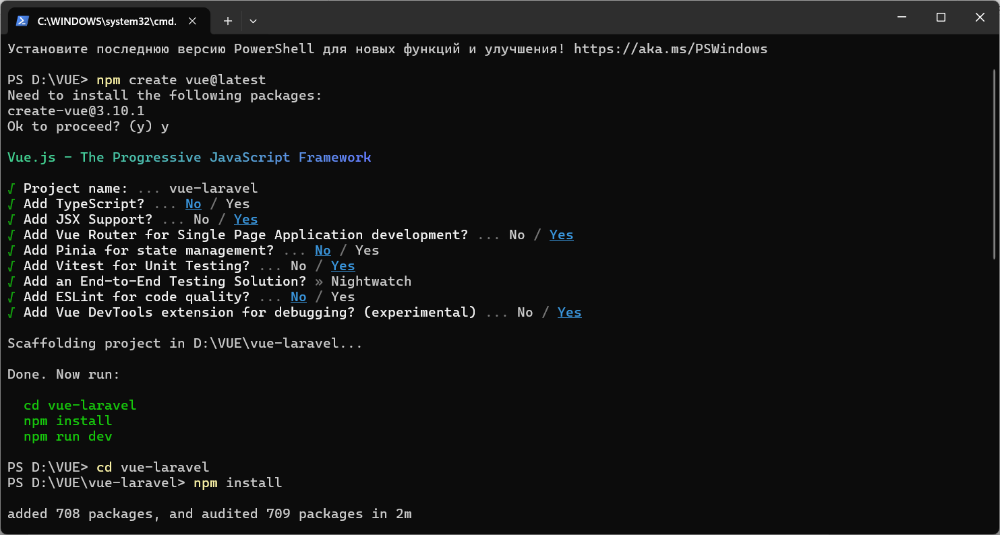 C:\WINDOWS\system32\cmd.
Установите последнюю версию PowerShell для новых функций и улучшения! https://aka.ms/PSWindows
PS D:\VUE> npm create vue@latest
Need to install the following packages:
create-vue@3.10.1
Ok to proceed? (y) y
Vue.js - The Progressive JavaScript Framework
√ Project name: ... vue-laravel
√ Add TypeScript? ... No / Yes
√ Add JSX Support? ... No / Yes
√ Add Vue Router for Single Page Application development? ... No / Yes
√ Add Pinia for state management? ... No / Yes
√ Add Vitest for Unit Testing? ... No / Yes
√ Add an End-to-End Testing Solution? » Nightwatch
√ Add ESLint for code quality? ... No / Yes
√ Add Vue DevTools extension for debugging? (experimental) ... No / Yes
Scaffolding project in D:\VUE\vue-laravel...
Done. Now run:
cd vue-laravel
npm install
npm run dev
PS D:\VUE> cd vue-laravel
PS D:\VUE\vue-laravel> npm install
added 708 packages, and audited 709 packages in 2m